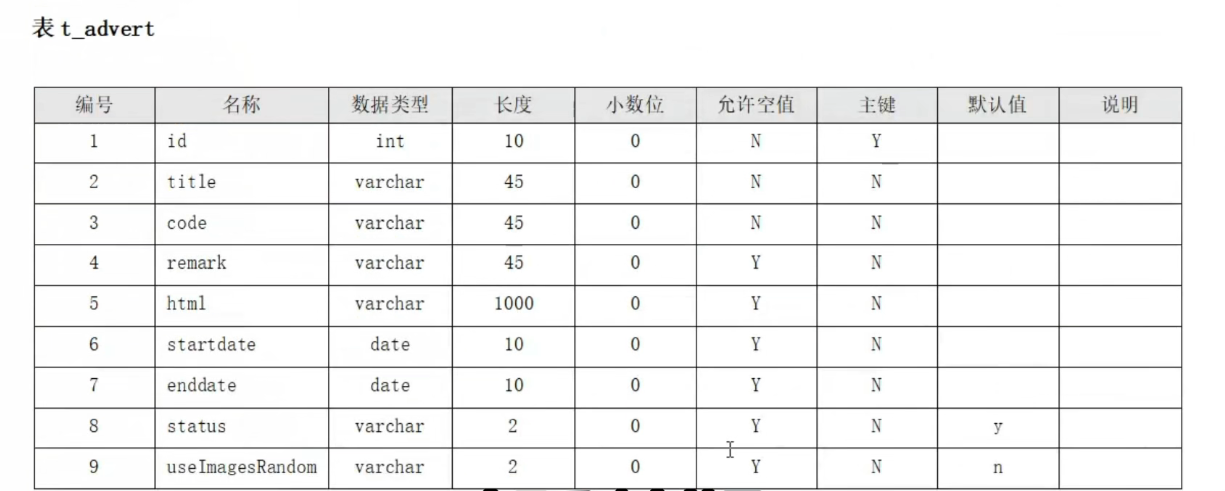 表 t_advert
编号 名称 数据类型 长度 小数位 允许空值 主键 默认值 说明
1 id int 10 0 N Y
2 title varchar 45 0 N N
3 code varchar 45 0 N N
4 remark varchar 45 0 Y N
5 html varchar 1000 0 Y N
6 startdate date 10 0 Y N
7 enddate date 10 0 Y N
8 status varchar 2 0 Y N y
9 useImagesRandom varchar 2 0 Y N n